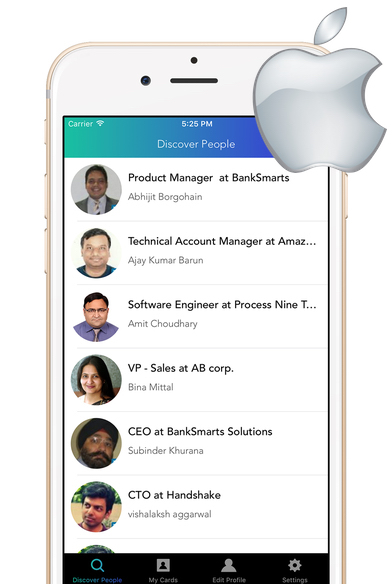 Carrier 5:25 PM
Discover People
Product Manager at BankSmarts
Abhijit Borgohain
Technical Account Manager at Amaz...
Ajay Kumar Barun
Software Engineer at Process Nine T...
Amit Choudhary
VP - Sales at AB corp.
Bina Mittal
CEO at BankSmarts Solutions
Subinder Khurana
CTO at Handshake
vishalaksh aggarwal
Discover People My Cards Edit Profile Settings